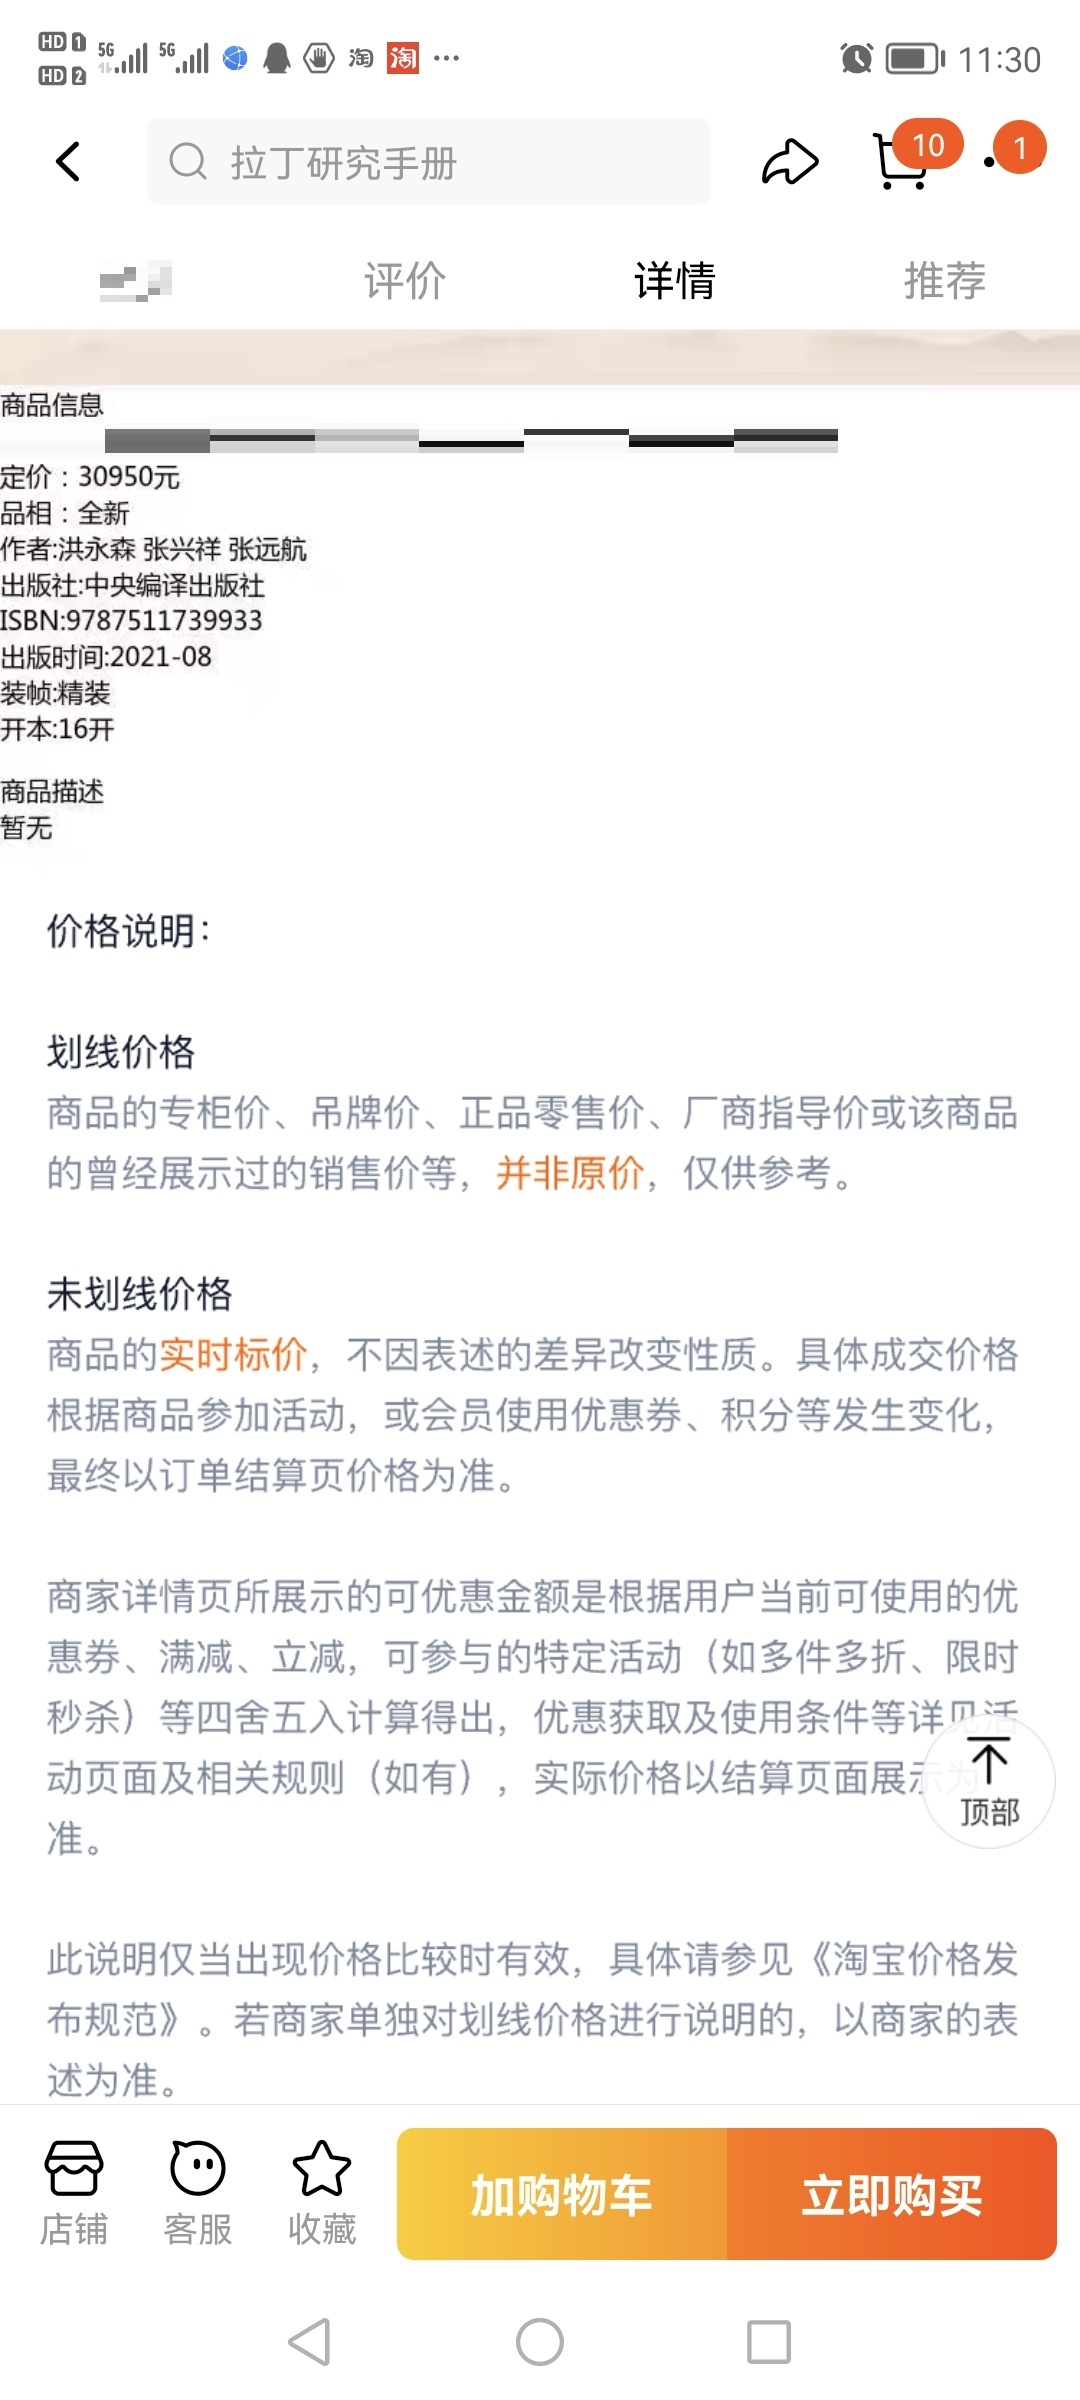 HD 1 5G 5G 淘 淘 ··· 11:30
HD 2
拉丁研究手册 10 1
评价 详情 推荐
商品信息
定价：30950元
品相：全新
作者:洪永森 张兴祥 张远航
出版社:中央编译出版社
ISBN:9787511739933
出版时间:2021-08
装帧:精装
开本:16开
商品描述
暂无
价格说明：
划线价格
商品的专柜价、吊牌价、正品零售价、厂商指导价或该商品
的曾经展示过的销售价等，并非原价，仅供参考。
未划线价格
商品的实时标价，不因表述的差异改变性质。具体成交价格
根据商品参加活动，或会员使用优惠券、积分等发生变化，
最终以订单结算页价格为准。
商家详情页所展示的可优惠金额是根据用户当前可使用的优
惠券、满减、立减，可参与的特定活动（如多件多折、限时
秒杀）等四舍五入计算得出，优惠获取及使用条件等详见活
动页面及相关规则（如有），实际价格以结算页面展示为
准。
顶部
此说明仅当出现价格比较时有效，具体请参见《淘宝价格发
布规范》。若商家单独对划线价格进行说明的，以商家的表
述为准。
店铺 客服 收藏 加购物车 立即购买